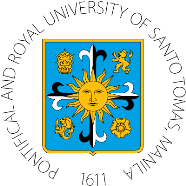 PONTIFICAL AND ROYAL UNIVERSITY OF SANTO TOMAS, MANILA
1611